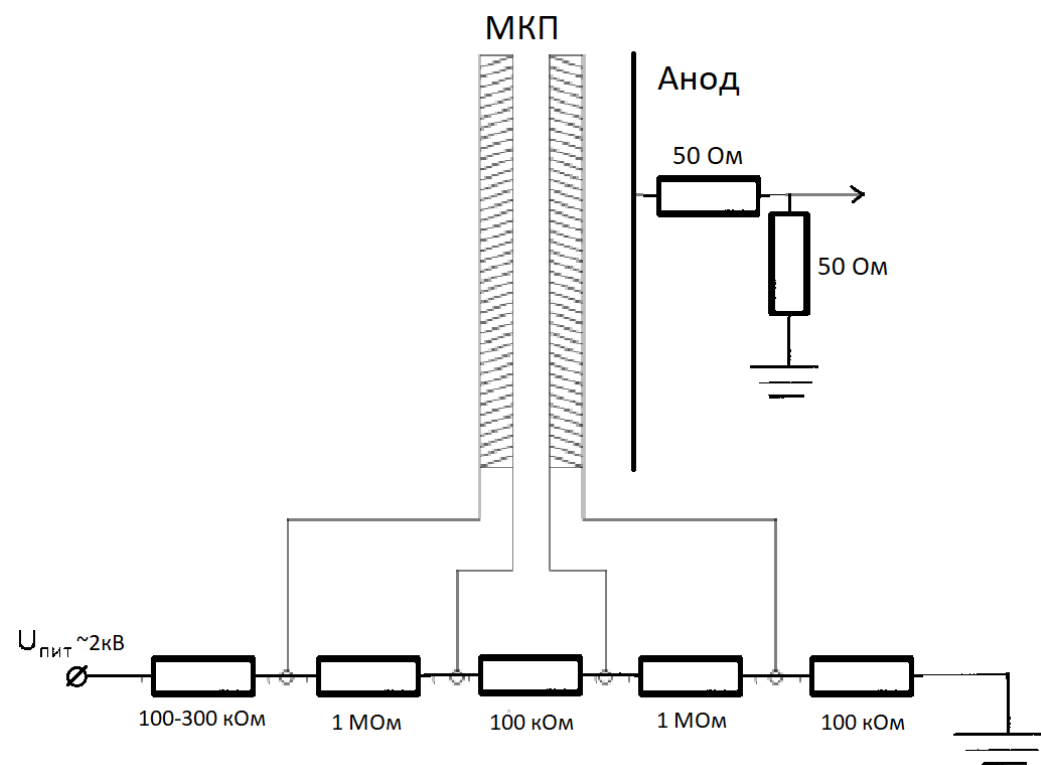 МКП
Анод
50 Ом
50 Ом
Uпит ~2кВ
100-300 кОм
1 МОм
100 кОм
1 МОм
100 кОм